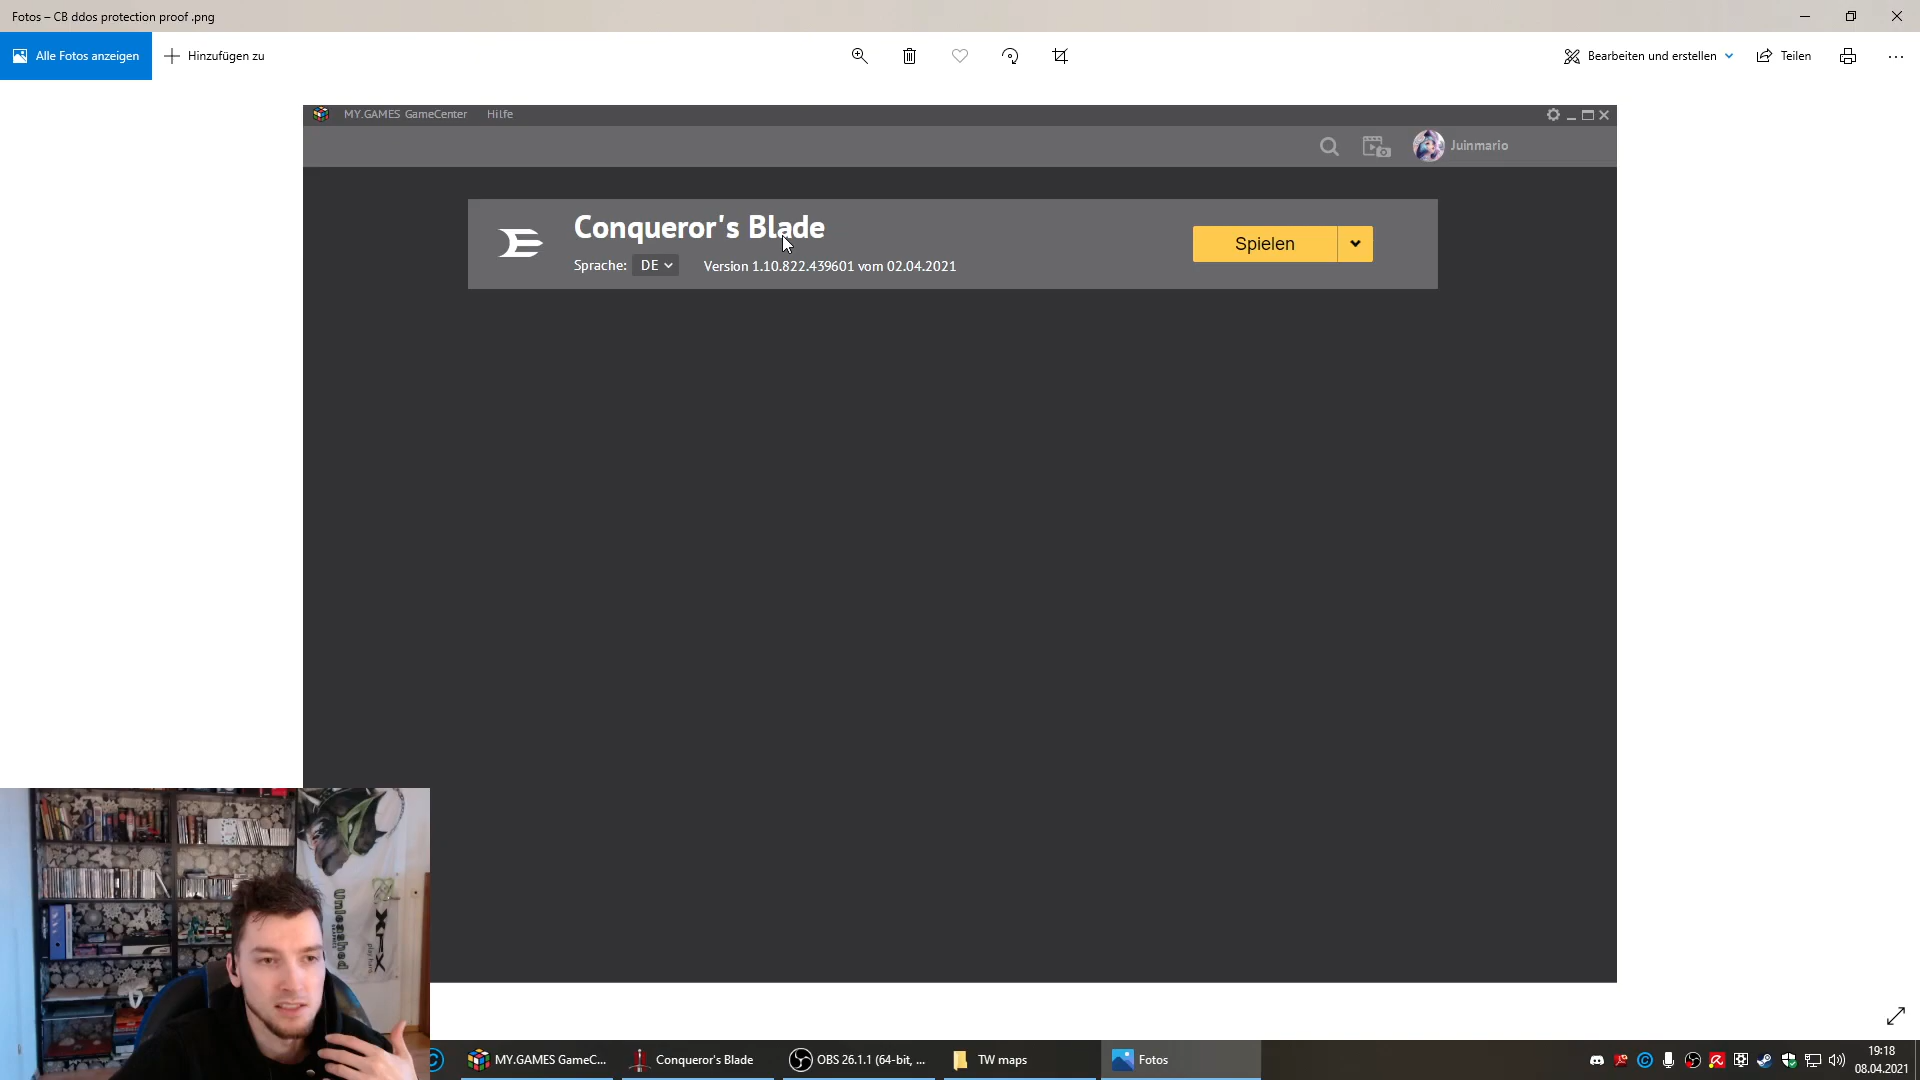 Fotos – CB ddos protection proof .png
Alle Fotos anzeigen
Hinzufügen zu
Bearbeiten und erstellen
Teilen
MY.GAMES GameCenter
Hilfe
Juinmario
Conqueror's Blade
Sprache:
DE
Version 1.10.822.439601 vom 02.04.2021
Spielen
Unleashed
MY.GAMES GameC...
Conqueror's Blade
OBS 26.1.1 (64-bit, ...
TW maps
Fotos
19:18
08.04.2021